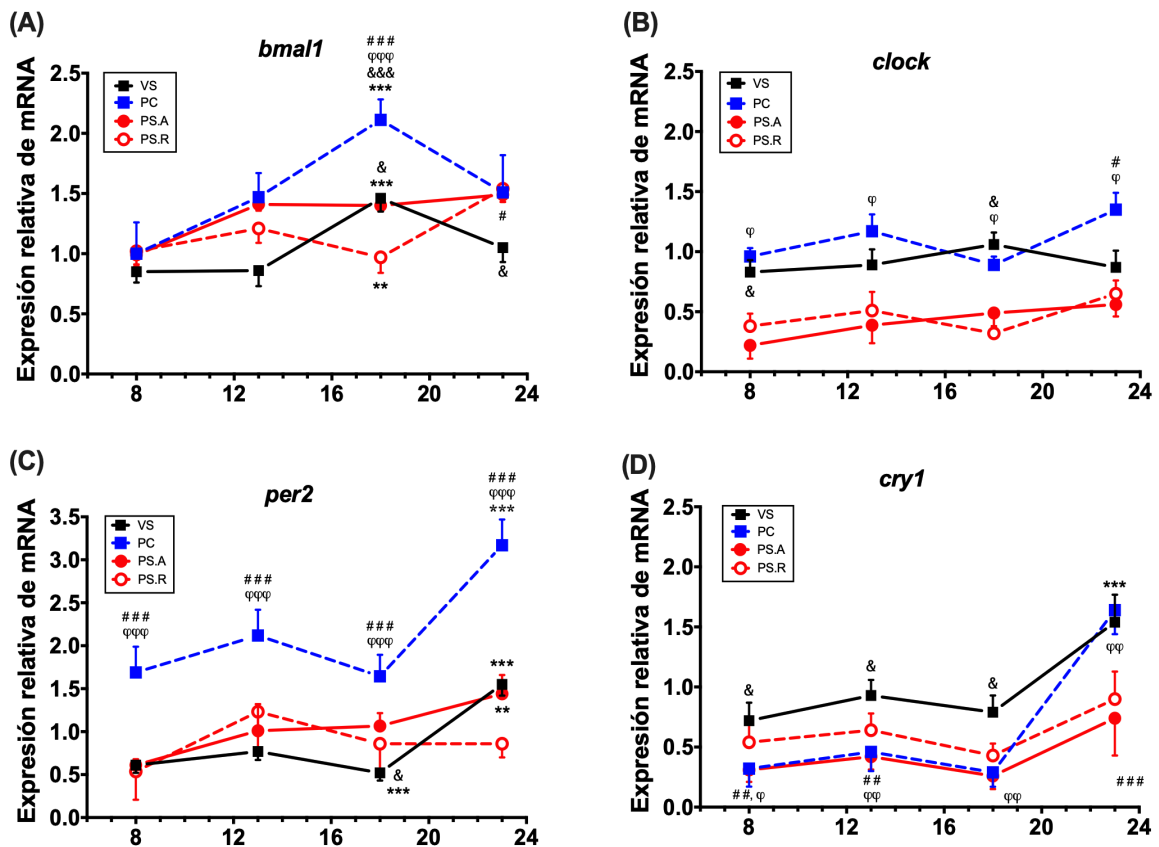 (A)
bmal1
###
φφφ
&&&
***
&
***
#
&
**
VS
PC
PS.A
PS.R
Expresión relativa de mRNA
2.5
2.0
1.5
1.0
0.5
0.0
8 12 16 20 24
(B)
clock
VS
PC
PS.A
PS.R
φ
&
φ
&
φ
#
φ
Expresión relativa de mRNA
2.5
2.0
1.5
1.0
0.5
0.0
8 12 16 20 24
(C)
per2
VS
PC
PS.A
PS.R
###
φφφ
###
φφφ
###
φφφ
###
φφφ
***
***
**
&
***
Expresión relativa de mRNA
3.5
3.0
2.5
2.0
1.5
1.0
0.5
0.0
8 12 16 20 24
(D)
cry1
VS
PC
PS.A
PS.R
&
&
&
***
φφ
##, φ
##
φφ
φφ
###
Expresión relativa de mRNA
2.5
2.0
1.5
1.0
0.5
0.0
8 12 16 20 24